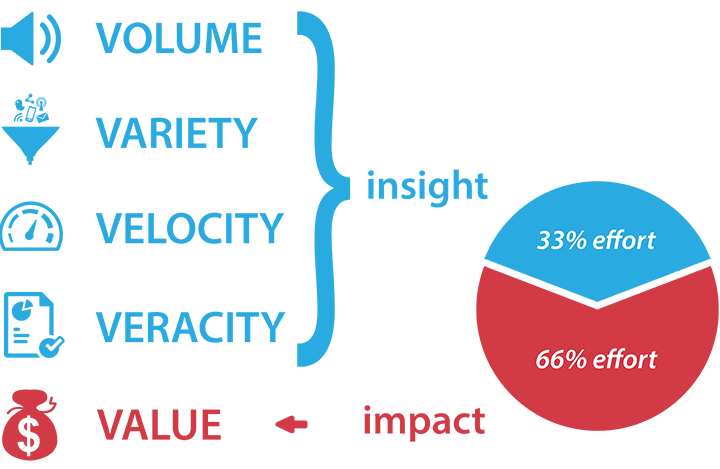 VOLUME
VARIETY
VELOCITY
VERACITY
insight
33% effort
66% effort
$
VALUE
impact